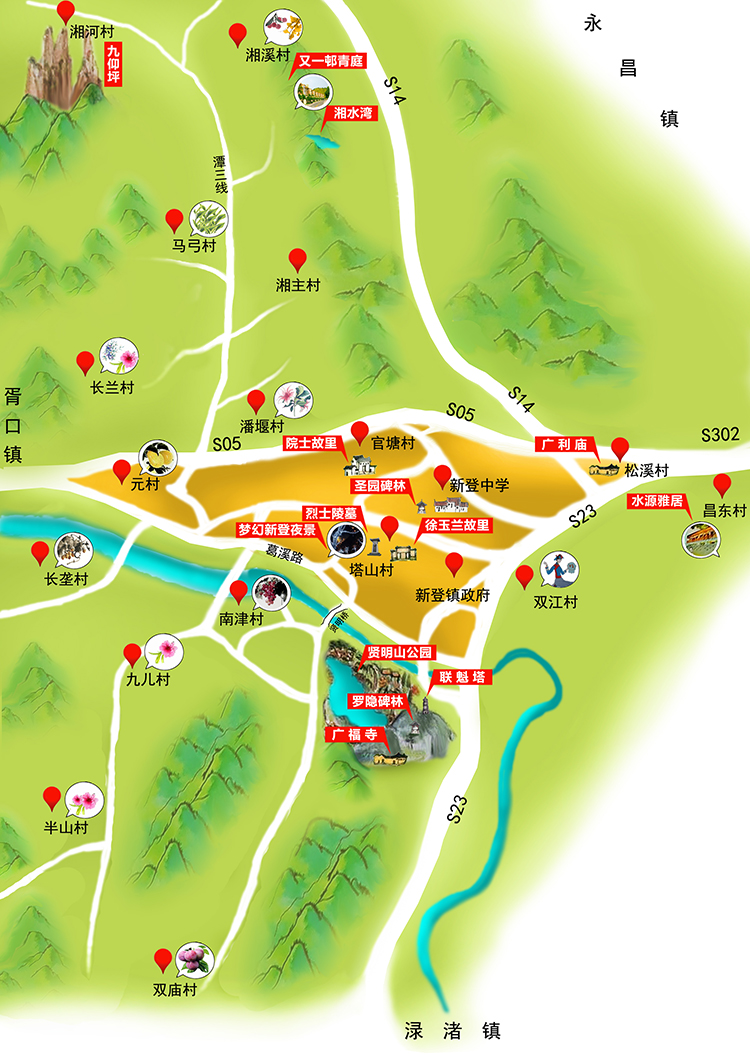 湘河村
九仰坪
湘溪村
又一邨青庭
湘水湾
S14
永昌镇
潭三线
马弓村
湘主村
长兰村
胥口镇
潘堰村
S05
S05
S14
S302
元村
院士故里
官塘村
广利庙
松溪村
圣园碑林
新登中学
水源雅居
昌东村
烈士陵墓
梦幻新登夜景
徐玉兰故里
S23
葛溪路
塔山村
长垄村
新登镇政府
双江村
南津村
贤明桥
九儿村
贤明山公园
联魁塔
罗隐碑林
广福寺
半山村
S23
双庙村
渌渚镇